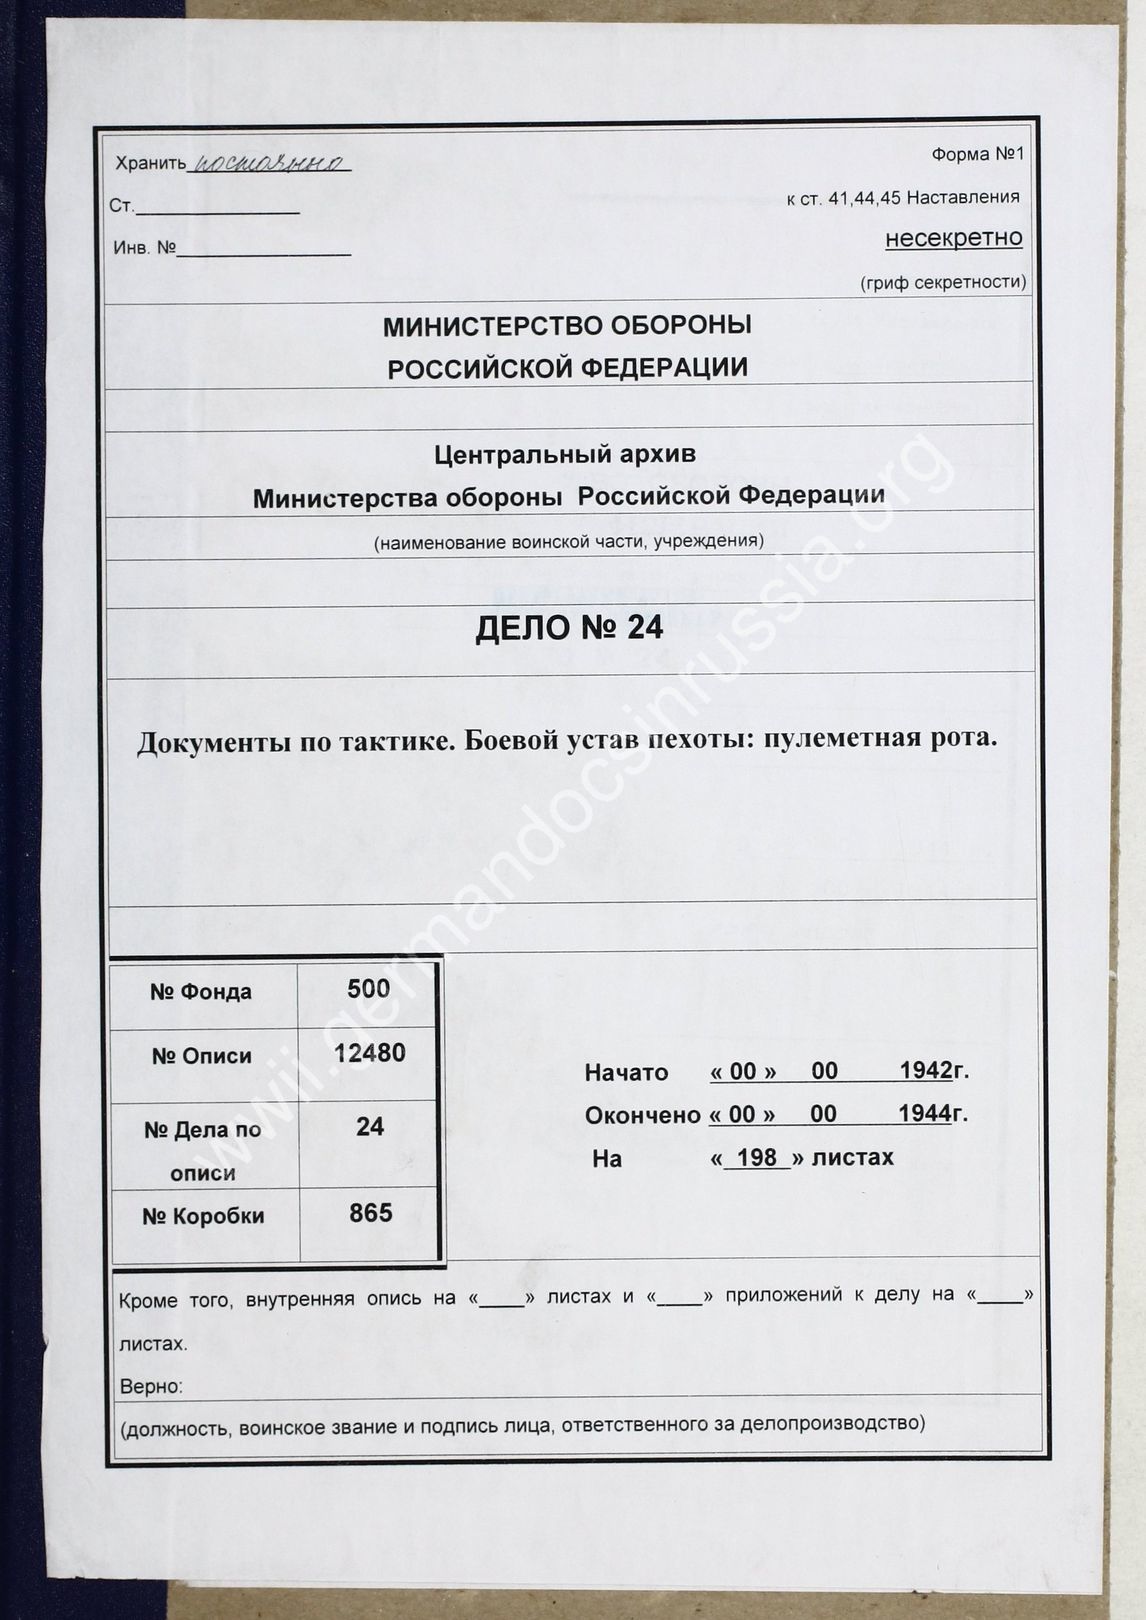 Хранить постоянно
Форма №1
Ст.
к ст. 41,44,45 Наставления
Инв. №
несекретно
(гриф секретности)
МИНИСТЕРСТВО ОБОРОНЫ
РОССИЙСКОЙ ФЕДЕРАЦИИ
Центральный архив
Министерства обороны Российской Федерации
(наименование воинской части, учреждения)
ДЕЛО № 24
Документы по тактике. Боевой устав пехоты: пулеметная рота.
№ Фонда 500
№ Описи 12480
№ Дела по описи 24
№ Коробки 865
Начато « 00 » 00 1942г.
Окончено « 00 » 00 1944г.
На « 198 » листах
Кроме того, внутренняя опись на «____» листах и «____» приложений к делу на «____»
листах.
Верно:
(должность, воинское звание и подпись лица, ответственного за делопроизводство)
wwii.germandocsinrussia.org